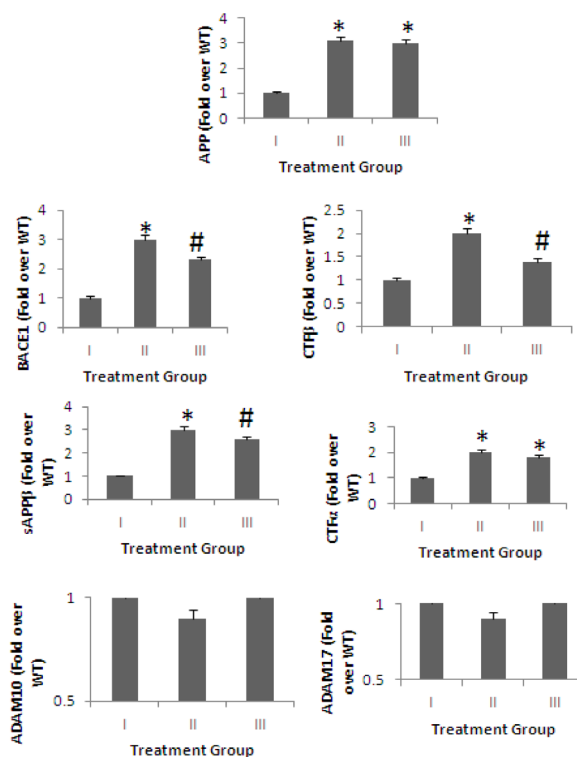 APP (Fold over WT)
4
3
2
1
0
* *
I II III
Treatment Group
BACE1 (Fold over WT)
4
3
2
1
0
* #
I II III
Treatment Group
CTFβ (Fold over WT)
2.5
2
1.5
1
0.5
0
* #
I II III
Treatment Group
sAPPβ (Fold over
WT)
4
3
2
1
0
* #
I II III
Treatment Group
CTFα (Fold over
WT)
3
2
1
0
* *
I II III
Treatment Group
ADAM10 (Fold over
WT)
1
0.5
I II III
Treatment Group
ADAM17 (Fold
over WT)
1
0.5
I II III
Treatment Group